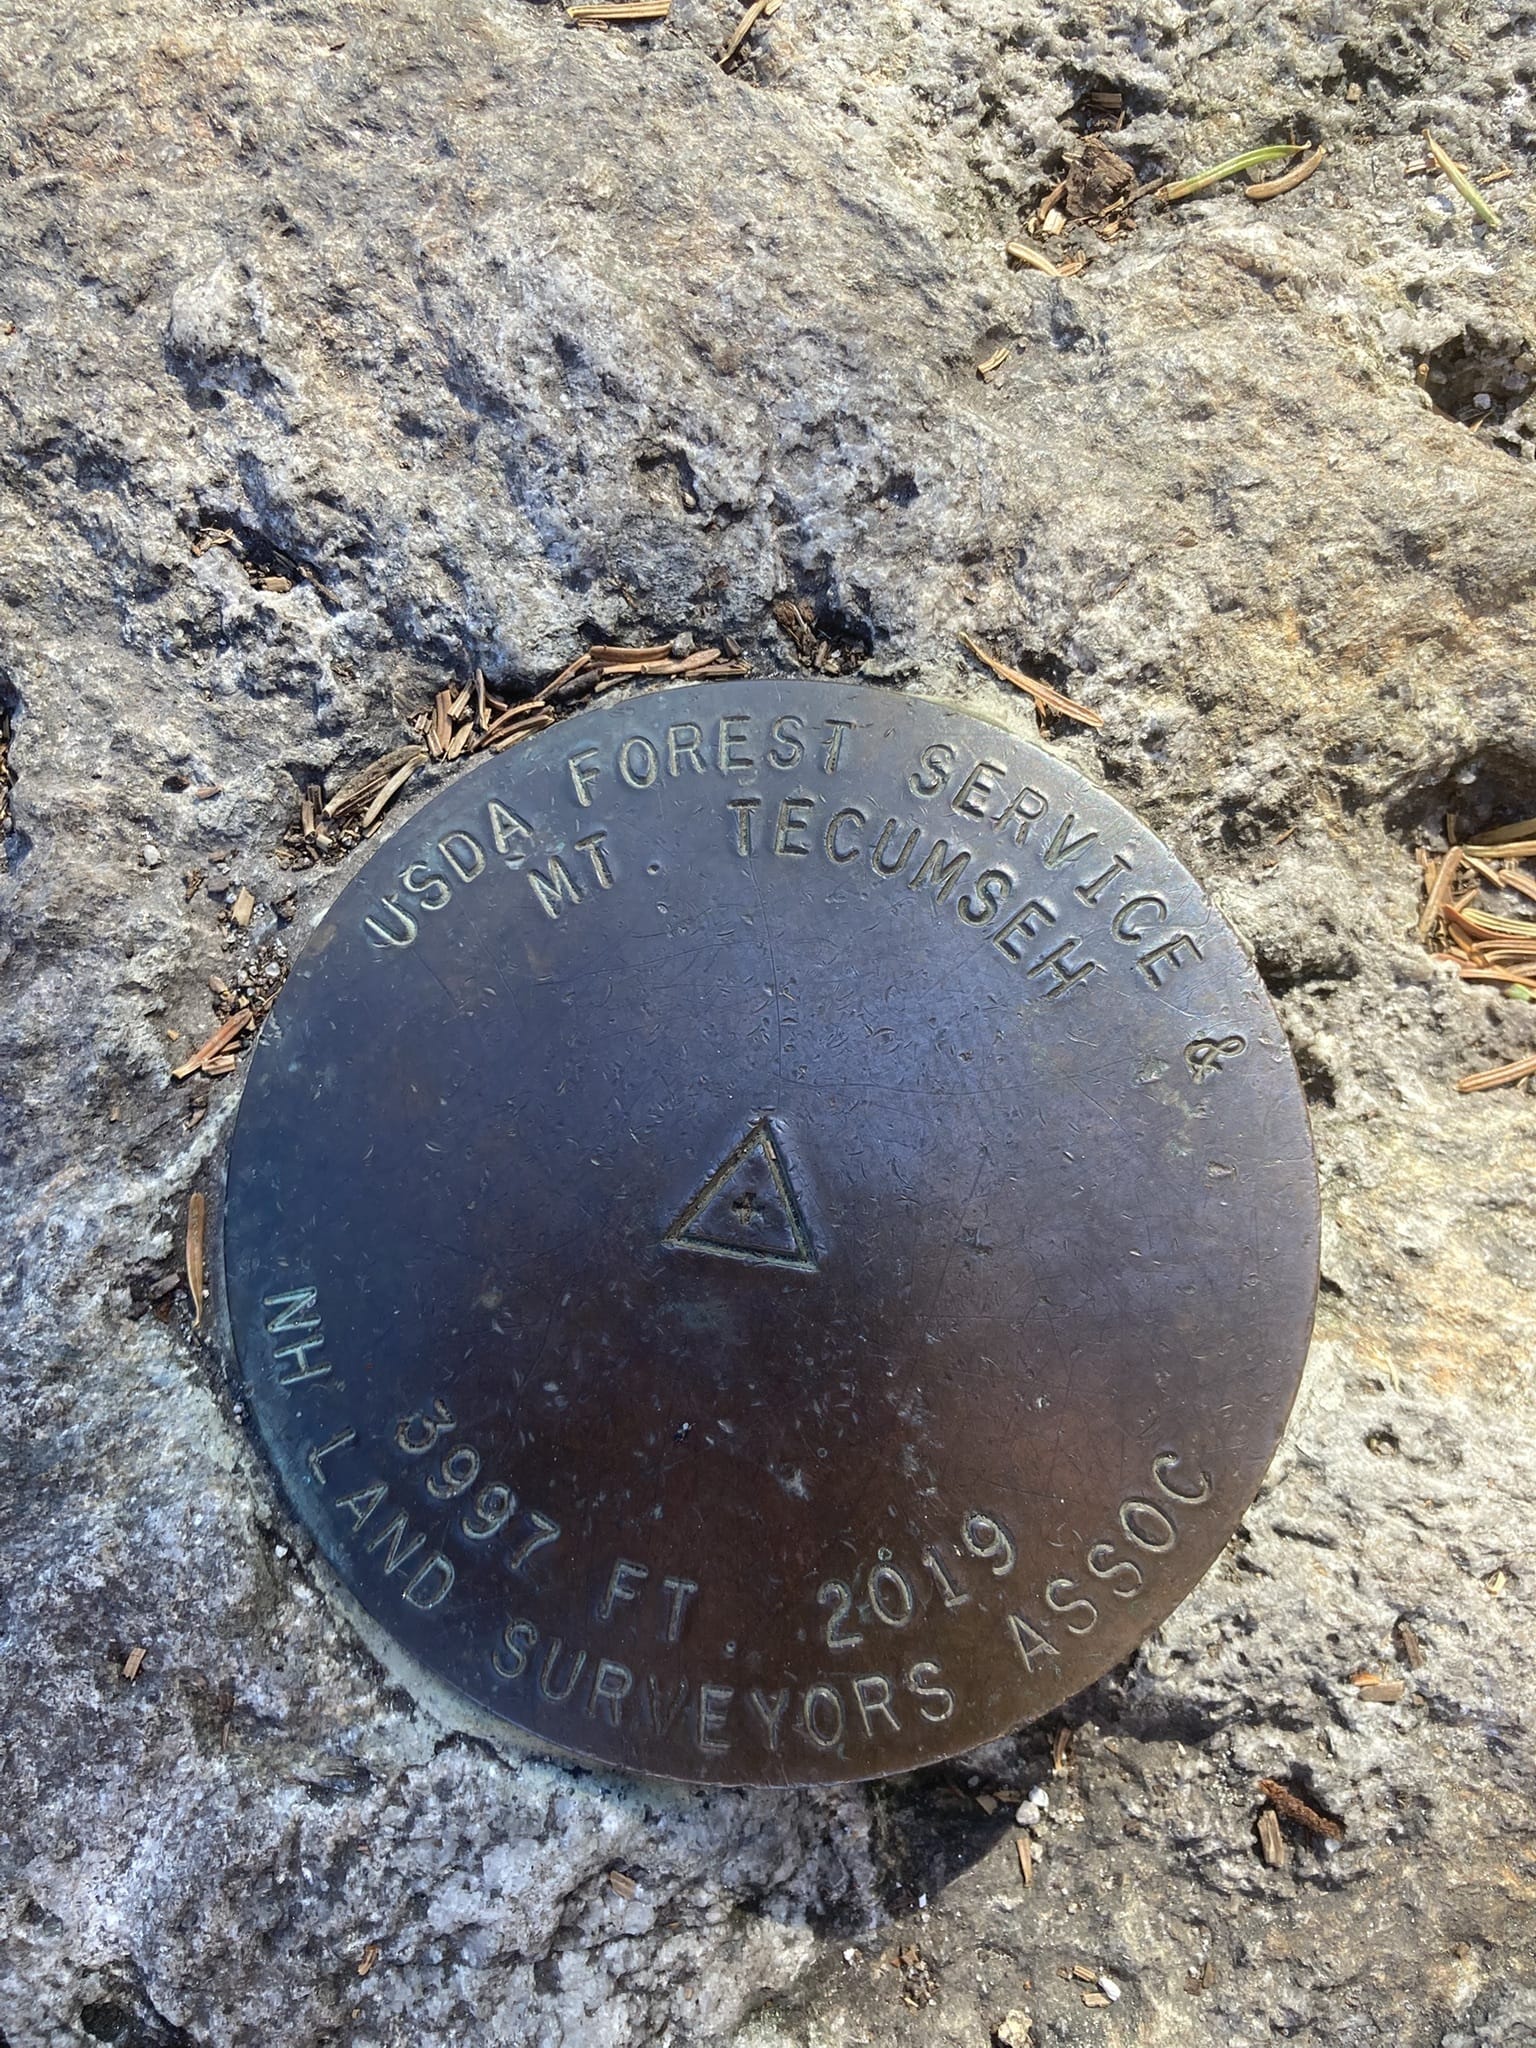 USDA FOREST SERVICE &
MT. TECUMSEH
3997 FT. 2019
NH LAND SURVEYORS ASSOC